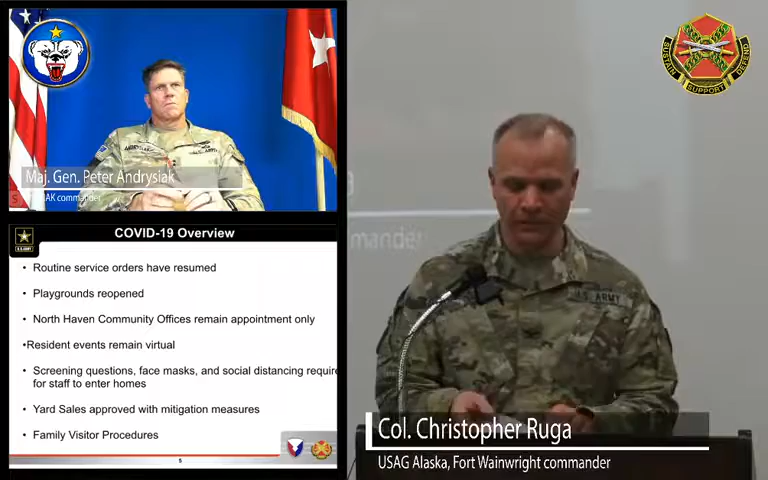 Maj. Gen. Peter Andrysiak
AK commander
U.S. ARMY
COVID-19 Overview
• Routine service orders have resumed
• Playgrounds reopened
• North Haven Community Offices remain appointment only
•Resident events remain virtual
• Screening questions, face masks, and social distancing require
for staff to enter homes
• Yard Sales approved with mitigation measures
• Family Visitor Procedures
5
SUSTAIN
SUPPORT
DEFEND
mander
U.S. ARMY
Col. Christopher Ruga
USAG Alaska, Fort Wainwright commander